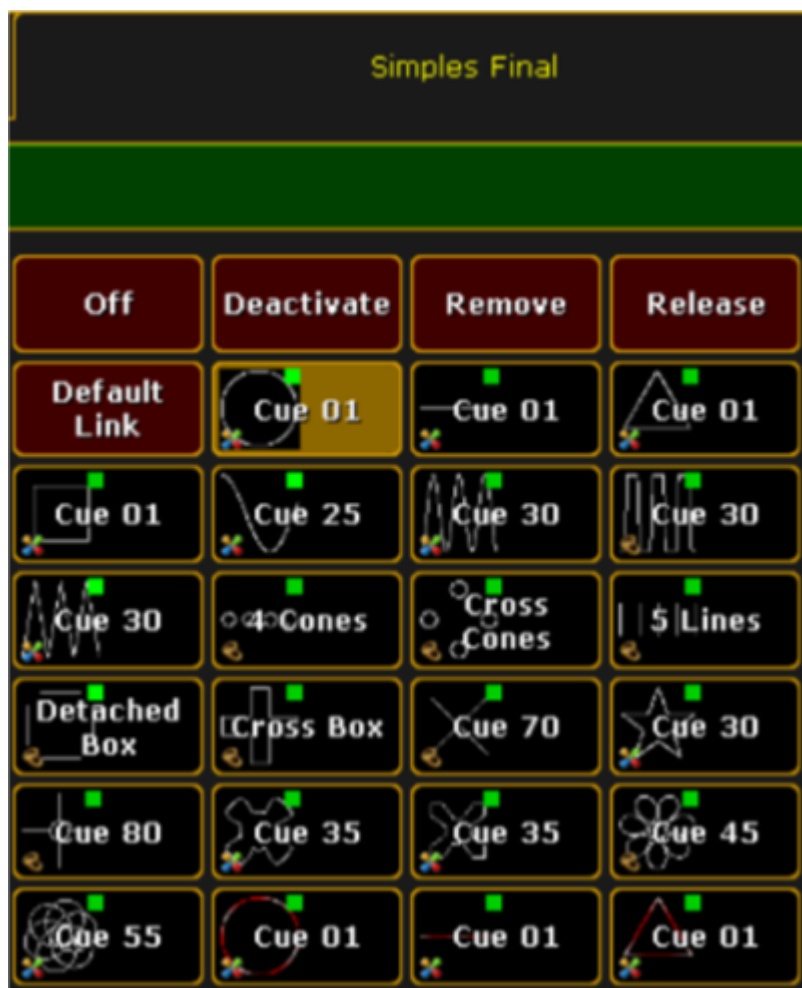 Simples Final
Off
Deactivate
Remove
Release
Default
Link
Cue 01
Cue 01
Cue 01
Cue 01
Cue 25
Cue 30
Cue 30
Cue 30
4 Cones
Cross
Cones
5 Lines
Detached
Box
Cross Box
Cue 70
Cue 30
Cue 80
Cue 35
Cue 35
Cue 45
Cue 55
Cue 01
Cue 01
Cue 01